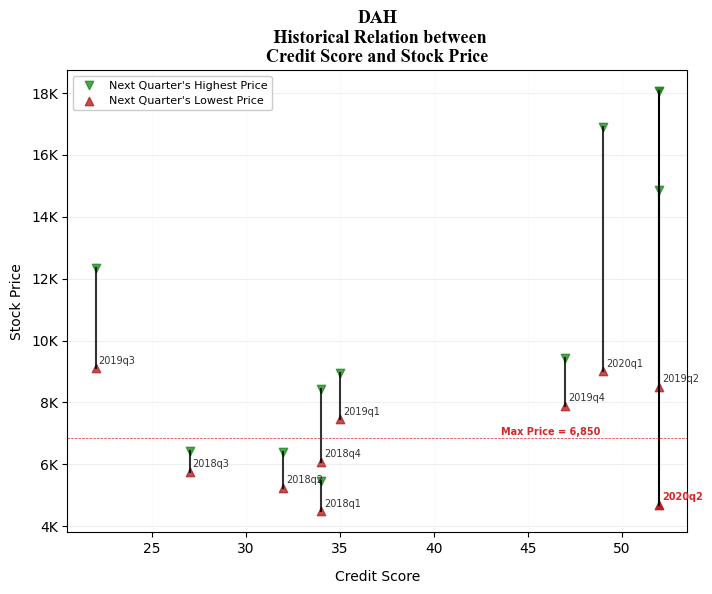 DAH
Historical Relation between
Credit Score and Stock Price
Next Quarter's Highest Price
Next Quarter's Lowest Price
18K
16K
14K
12K
10K
8K
6K
4K
Stock Price
2019q3
2018q3
2018q2
2018q4
2018q1
2019q1
2019q4
2020q1
2019q2
Max Price = 6,850
2020q2
25
30
35
40
45
50
Credit Score